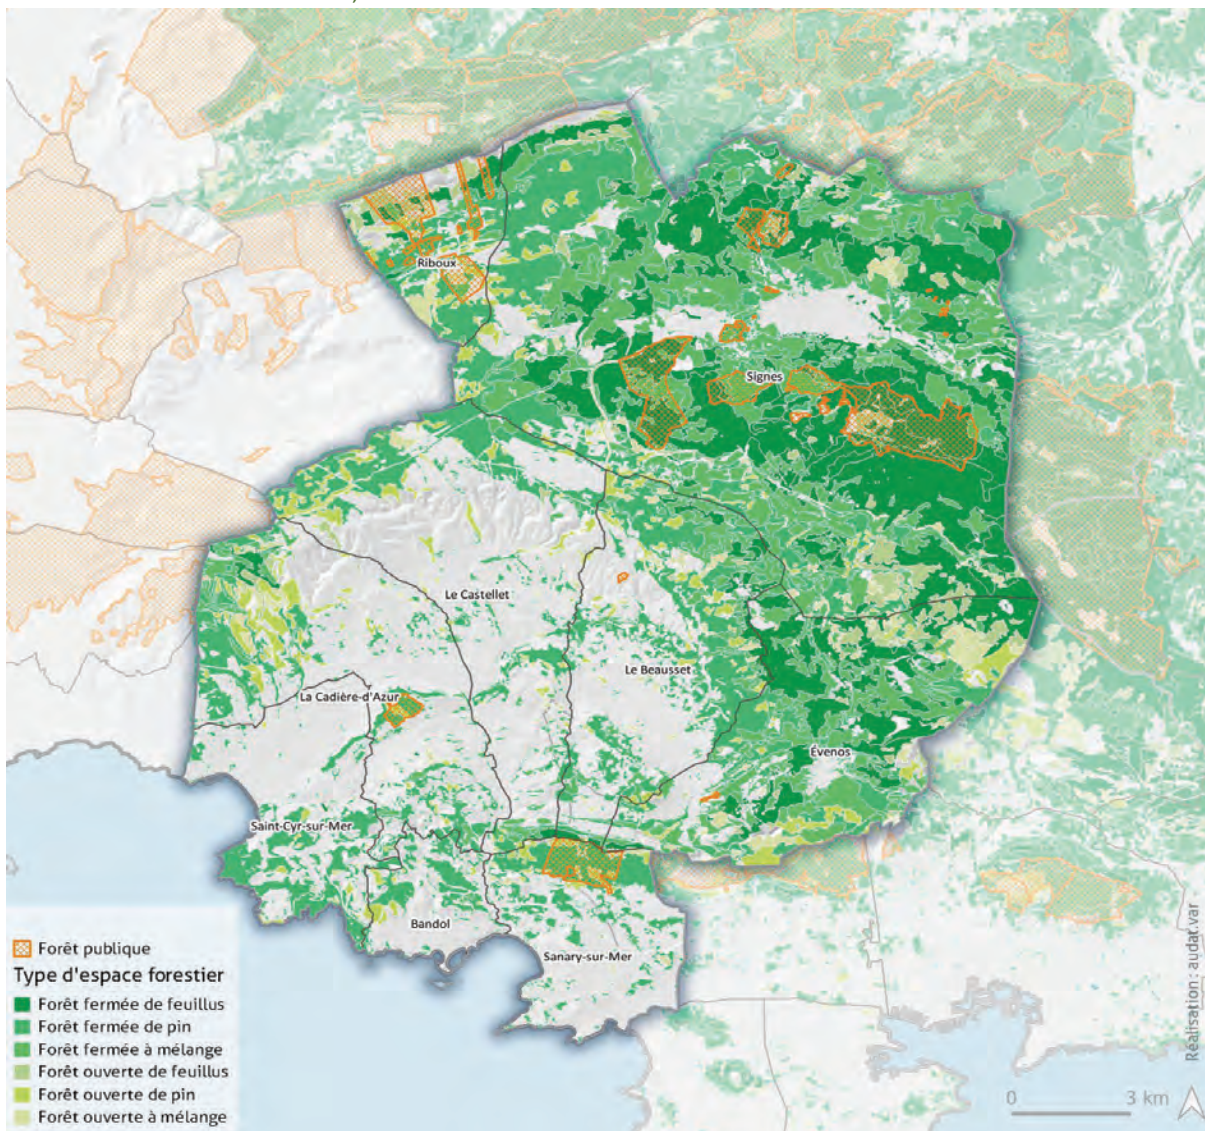 Riboux
Signes
Le Castellet
Le Beausset
La Cadière-d'Azur
Évenos
Saint-Cyr-sur-Mer
Bandol
Sanary-sur-Mer
Forêt publique
Type d'espace forestier
Forêt fermée de feuillus
Forêt fermée de pin
Forêt fermée à mélange
Forêt ouverte de feuillus
Forêt ouverte de pin
Forêt ouverte à mélange
0 3 km
Réalisation : audat.var